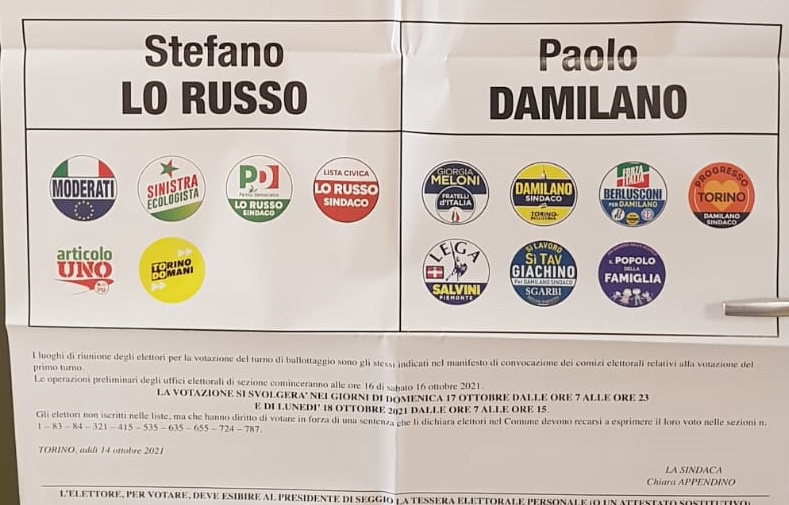 Stefano
LO RUSSO
Paolo
DAMILANO
MODERATI
SINISTRA
ECOLOGISTA
PD
Partito Democratico
LO RUSSO
SINDACO
LISTA CIVICA
LO RUSSO
SINDACO
articolo
UNO
PSI
TORINO
DOMANI
GIORGIA
MELONI
FRATELLI
d'ITALIA
DAMILANO
SINDACO
TORINO
BELLISSIMA
FORZA
ITALIA
BERLUSCONI
PER DAMILANO
PROGRESSO
TORINO
DAMILANO
SINDACO
LEGA
SALVINI
PIEMONTE
SI LAVORO
Sì TAV
GIACHINO
Per DAMILANO SINDACO
SGARBI
IL POPOLO
DELLA
FAMIGLIA
I luoghi di riunione degli elettori per la votazione del turno di ballottaggio sono gli stessi indicati nel manifesto di convocazione dei comizi elettorali relativi alla votazione del
primo turno.
Le operazioni preliminari degli uffici elettorali di sezione cominceranno alle ore 16 di sabato 16 ottobre 2021.
LA VOTAZIONE SI SVOLGERA' NEI GIORNI DI DOMENICA 17 OTTOBRE DALLE ORE 7 ALLE ORE 23
E DI LUNEDI' 18 OTTOBRE 2021 DALLE ORE 7 ALLE ORE 15.
Gli elettori non iscritti nelle liste, ma che hanno diritto di votare in forza di una sentenza che li dichiara elettori nel Comune devono recarsi a esprimere il loro voto nelle sezioni n.
1 – 83 – 84 – 321 – 415 – 535 – 635 – 655 – 724 – 787.
TORINO, addì 14 ottobre 2021
LA SINDACA
Chiara APPENDINO
L'ELETTORE, PER VOTARE, DEVE ESIBIRE AL PRESIDENTE DI SEGGIO LA TESSERA ELETTORALE PERSONALE (O UN ATTESTATO SOSTITUTIVO)